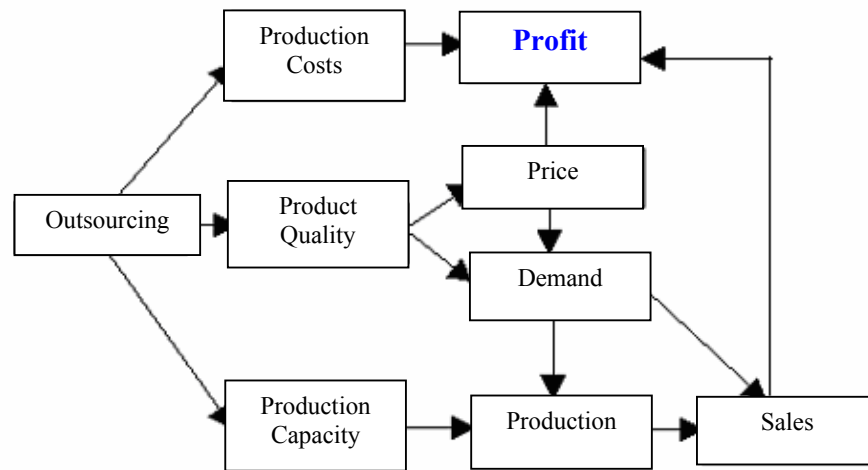 Production
Costs
Profit
Price
Outsourcing
Product
Quality
Demand
Production
Capacity
Production
Sales